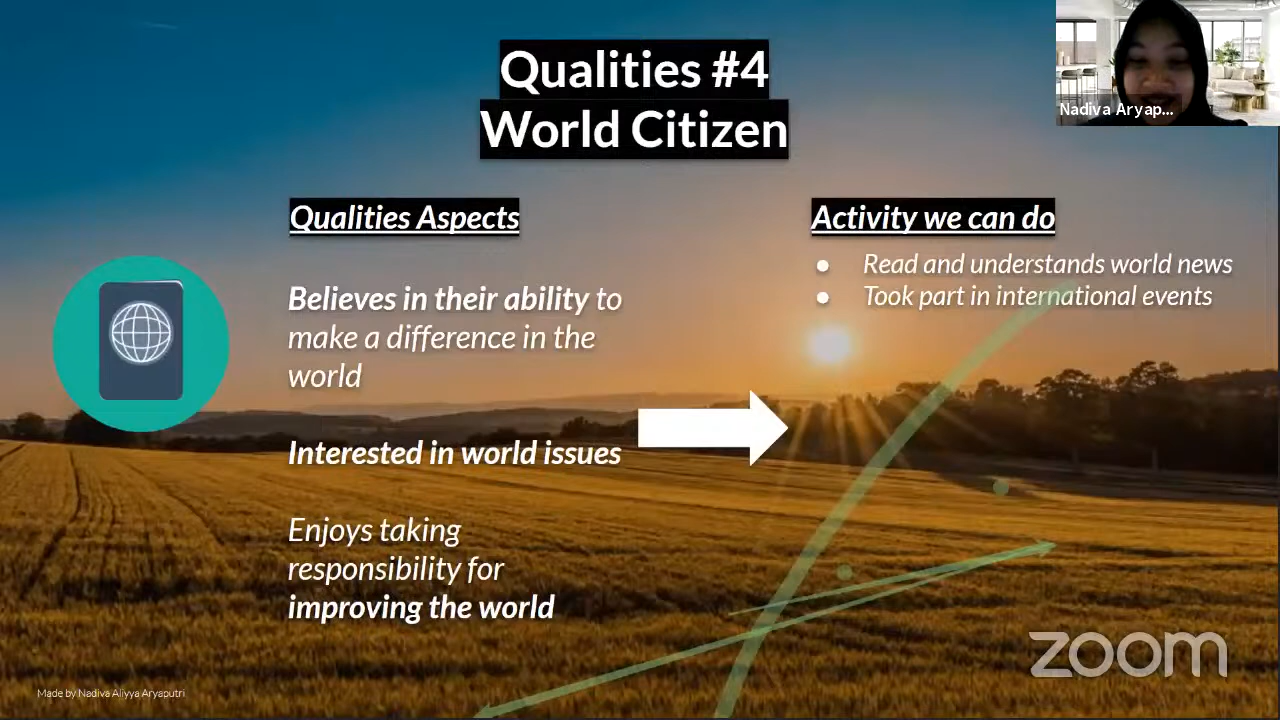 Qualities #4
World Citizen
Nadiva Aryap...
Qualities Aspects
Believes in their ability to
make a difference in the
world
Interested in world issues
Enjoys taking
responsibility for
improving the world
Activity we can do
● Read and understands world news
● Took part in international events
zoom
Made by Nadiva Aliyya Aryaputri